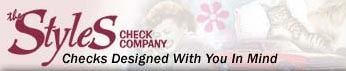 the
Styles CHECK
COMPANY
Checks Designed With You In Mind